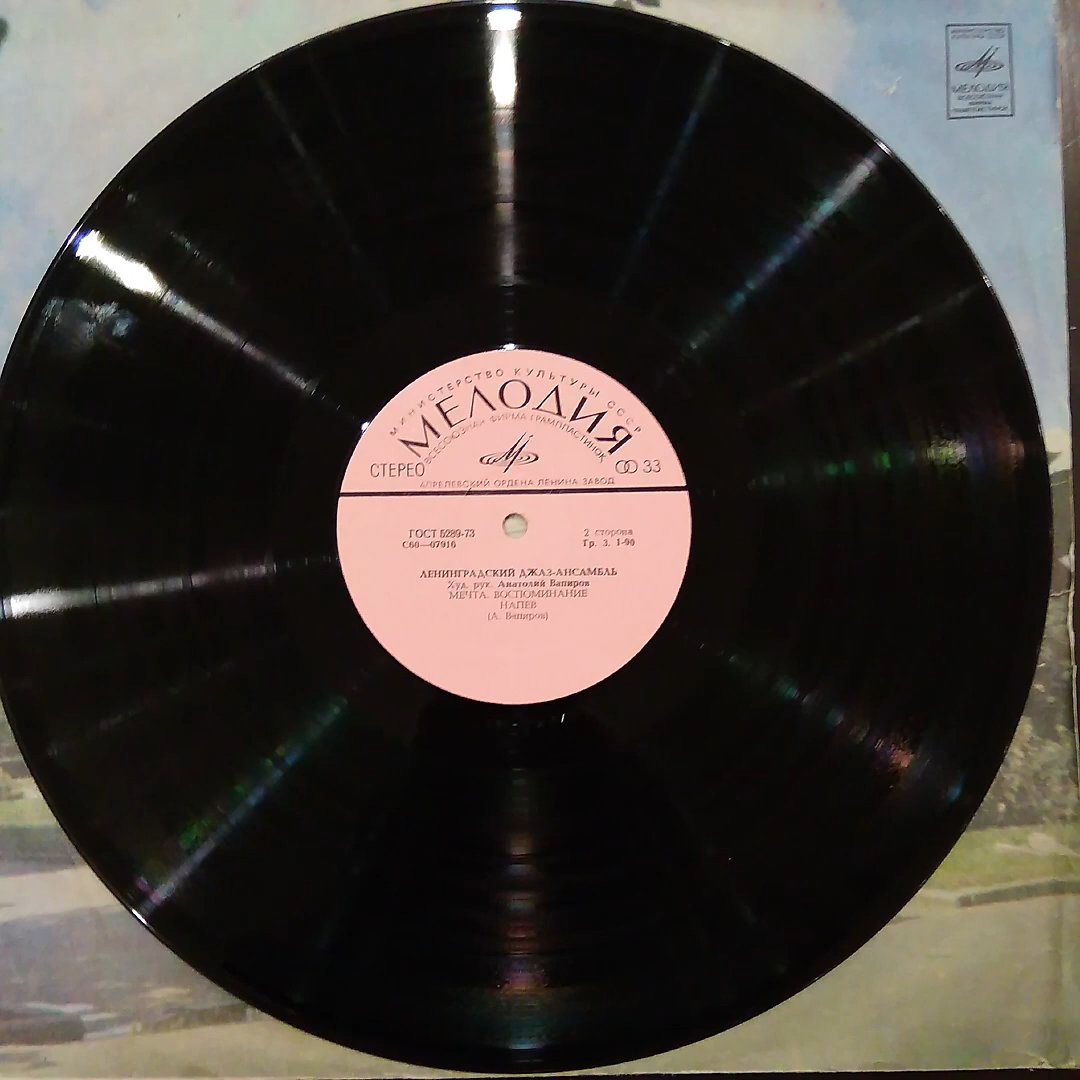 МИНИСТЕРСТВО КУЛЬТУРЫ СССР
МЕЛОДИЯ
ВСЕСОЮЗНАЯ ФИРМА ГРАМПЛАСТИНОК
СТЕРЕО
33
АПРЕЛЕВСКИЙ ОРДЕНА ЛЕНИНА ЗАВОД
ГОСТ 5289-73
2 сторона
С60—07916
Гр. 3. 1-90
ЛЕНИНГРАДСКИЙ ДЖАЗ-АНСАМБЛЬ
Худ. рук. Анатолий Вапиров
МЕЧТА. ВОСПОМИНАНИЕ
НАПЕВ
(А. Вапиров)
МЕЛОДИЯ